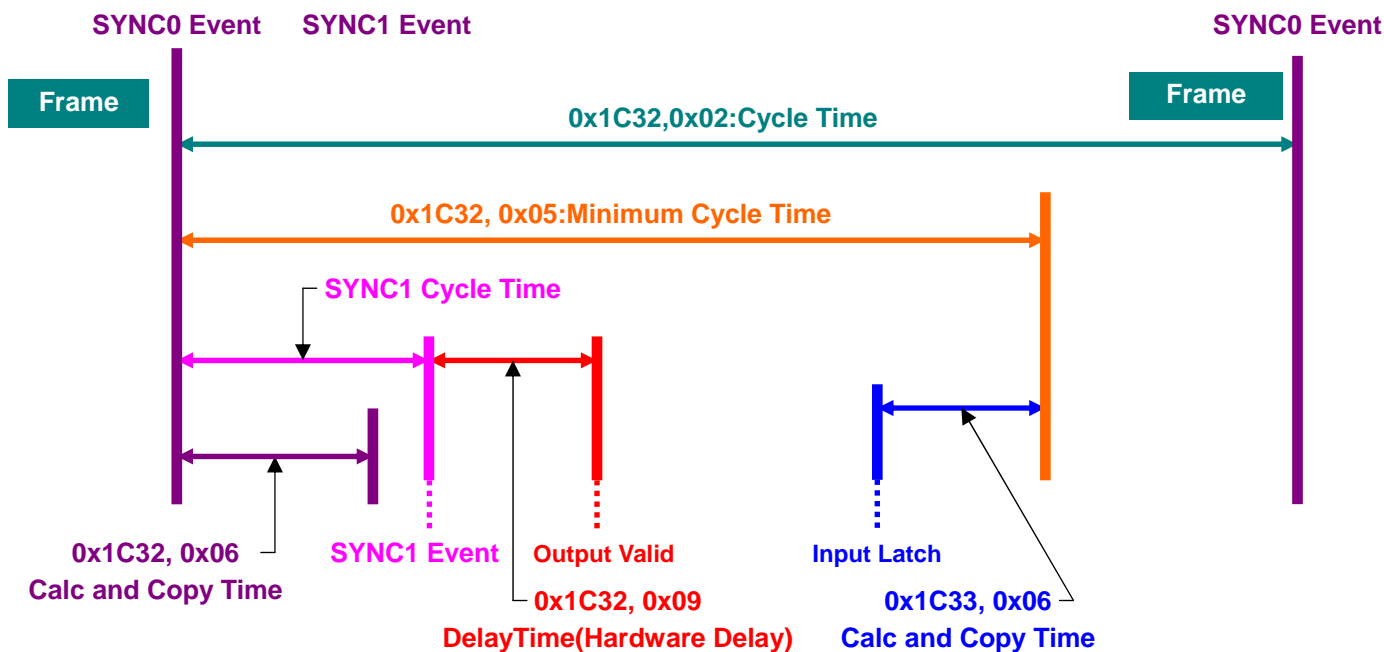 SYNC0 Event
SYNC1 Event
SYNC0 Event
Frame
Frame
0x1C32,0x02:Cycle Time
0x1C32, 0x05:Minimum Cycle Time
SYNC1 Cycle Time
0x1C32, 0x06
Calc and Copy Time
SYNC1 Event
Output Valid
Input Latch
0x1C32, 0x09
DelayTime(Hardware Delay)
0x1C33, 0x06
Calc and Copy Time